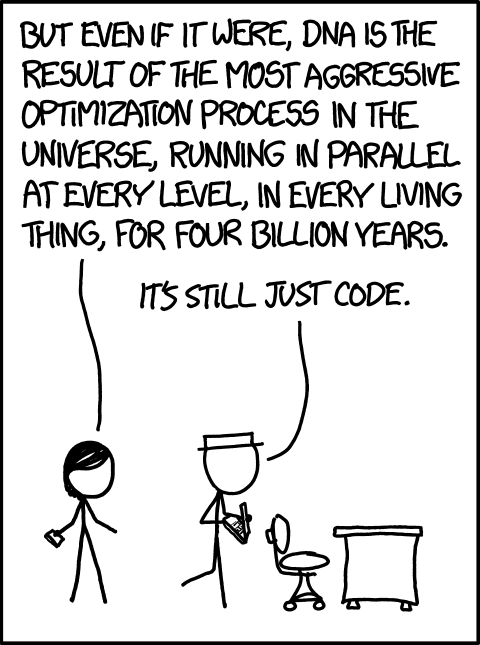 BUT EVEN IF IT WERE, DNA IS THE
RESULT OF THE MOST AGGRESSIVE
OPTIMIZATION PROCESS IN THE
UNIVERSE, RUNNING IN PARALLEL
AT EVERY LEVEL, IN EVERY LIVING
THING, FOR FOUR BILLION YEARS.
IT'S STILL JUST CODE.